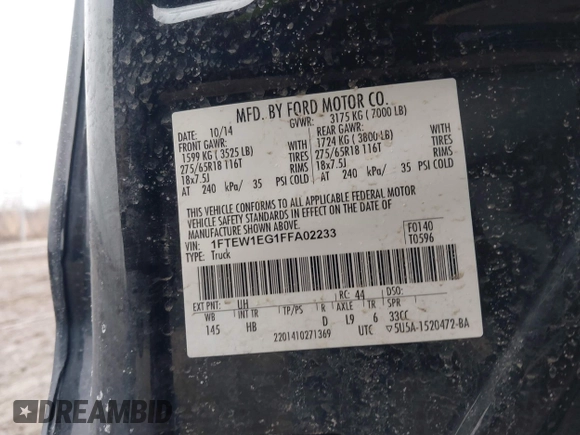 MFD. BY FORD MOTOR CO.
DATE: 10/14 GVWR: 3175 KG ( 7000 LB)
FRONT GAWR: REAR GAWR:
1599 KG ( 3525 LB) WITH 1724 KG ( 3800 LB) WITH
275/65R18 116T TIRES 275/65R18 116T TIRES
18x7.5J RIMS 18x7.5J RIMS
AT 240 kPa/ 35 PSI COLD AT 240 kPa/ 35 PSI COLD
THIS VEHICLE CONFORMS TO ALL APPLICABLE FEDERAL MOTOR
VEHICLE SAFETY STANDARDS IN EFFECT ON THE DATE OF
MANUFACTURE SHOWN ABOVE.
VIN: 1FTEW1EG1FFA02233 F0140
TYPE: Truck T0596
EXT PNT: UH RC: 44 DSO:
WB INT TR TP/PS R AXLE TR SPR
145 HB D L9 6 33CC
2201410271369 UTC ▽5U5A-1520472-BA
DREAMBID